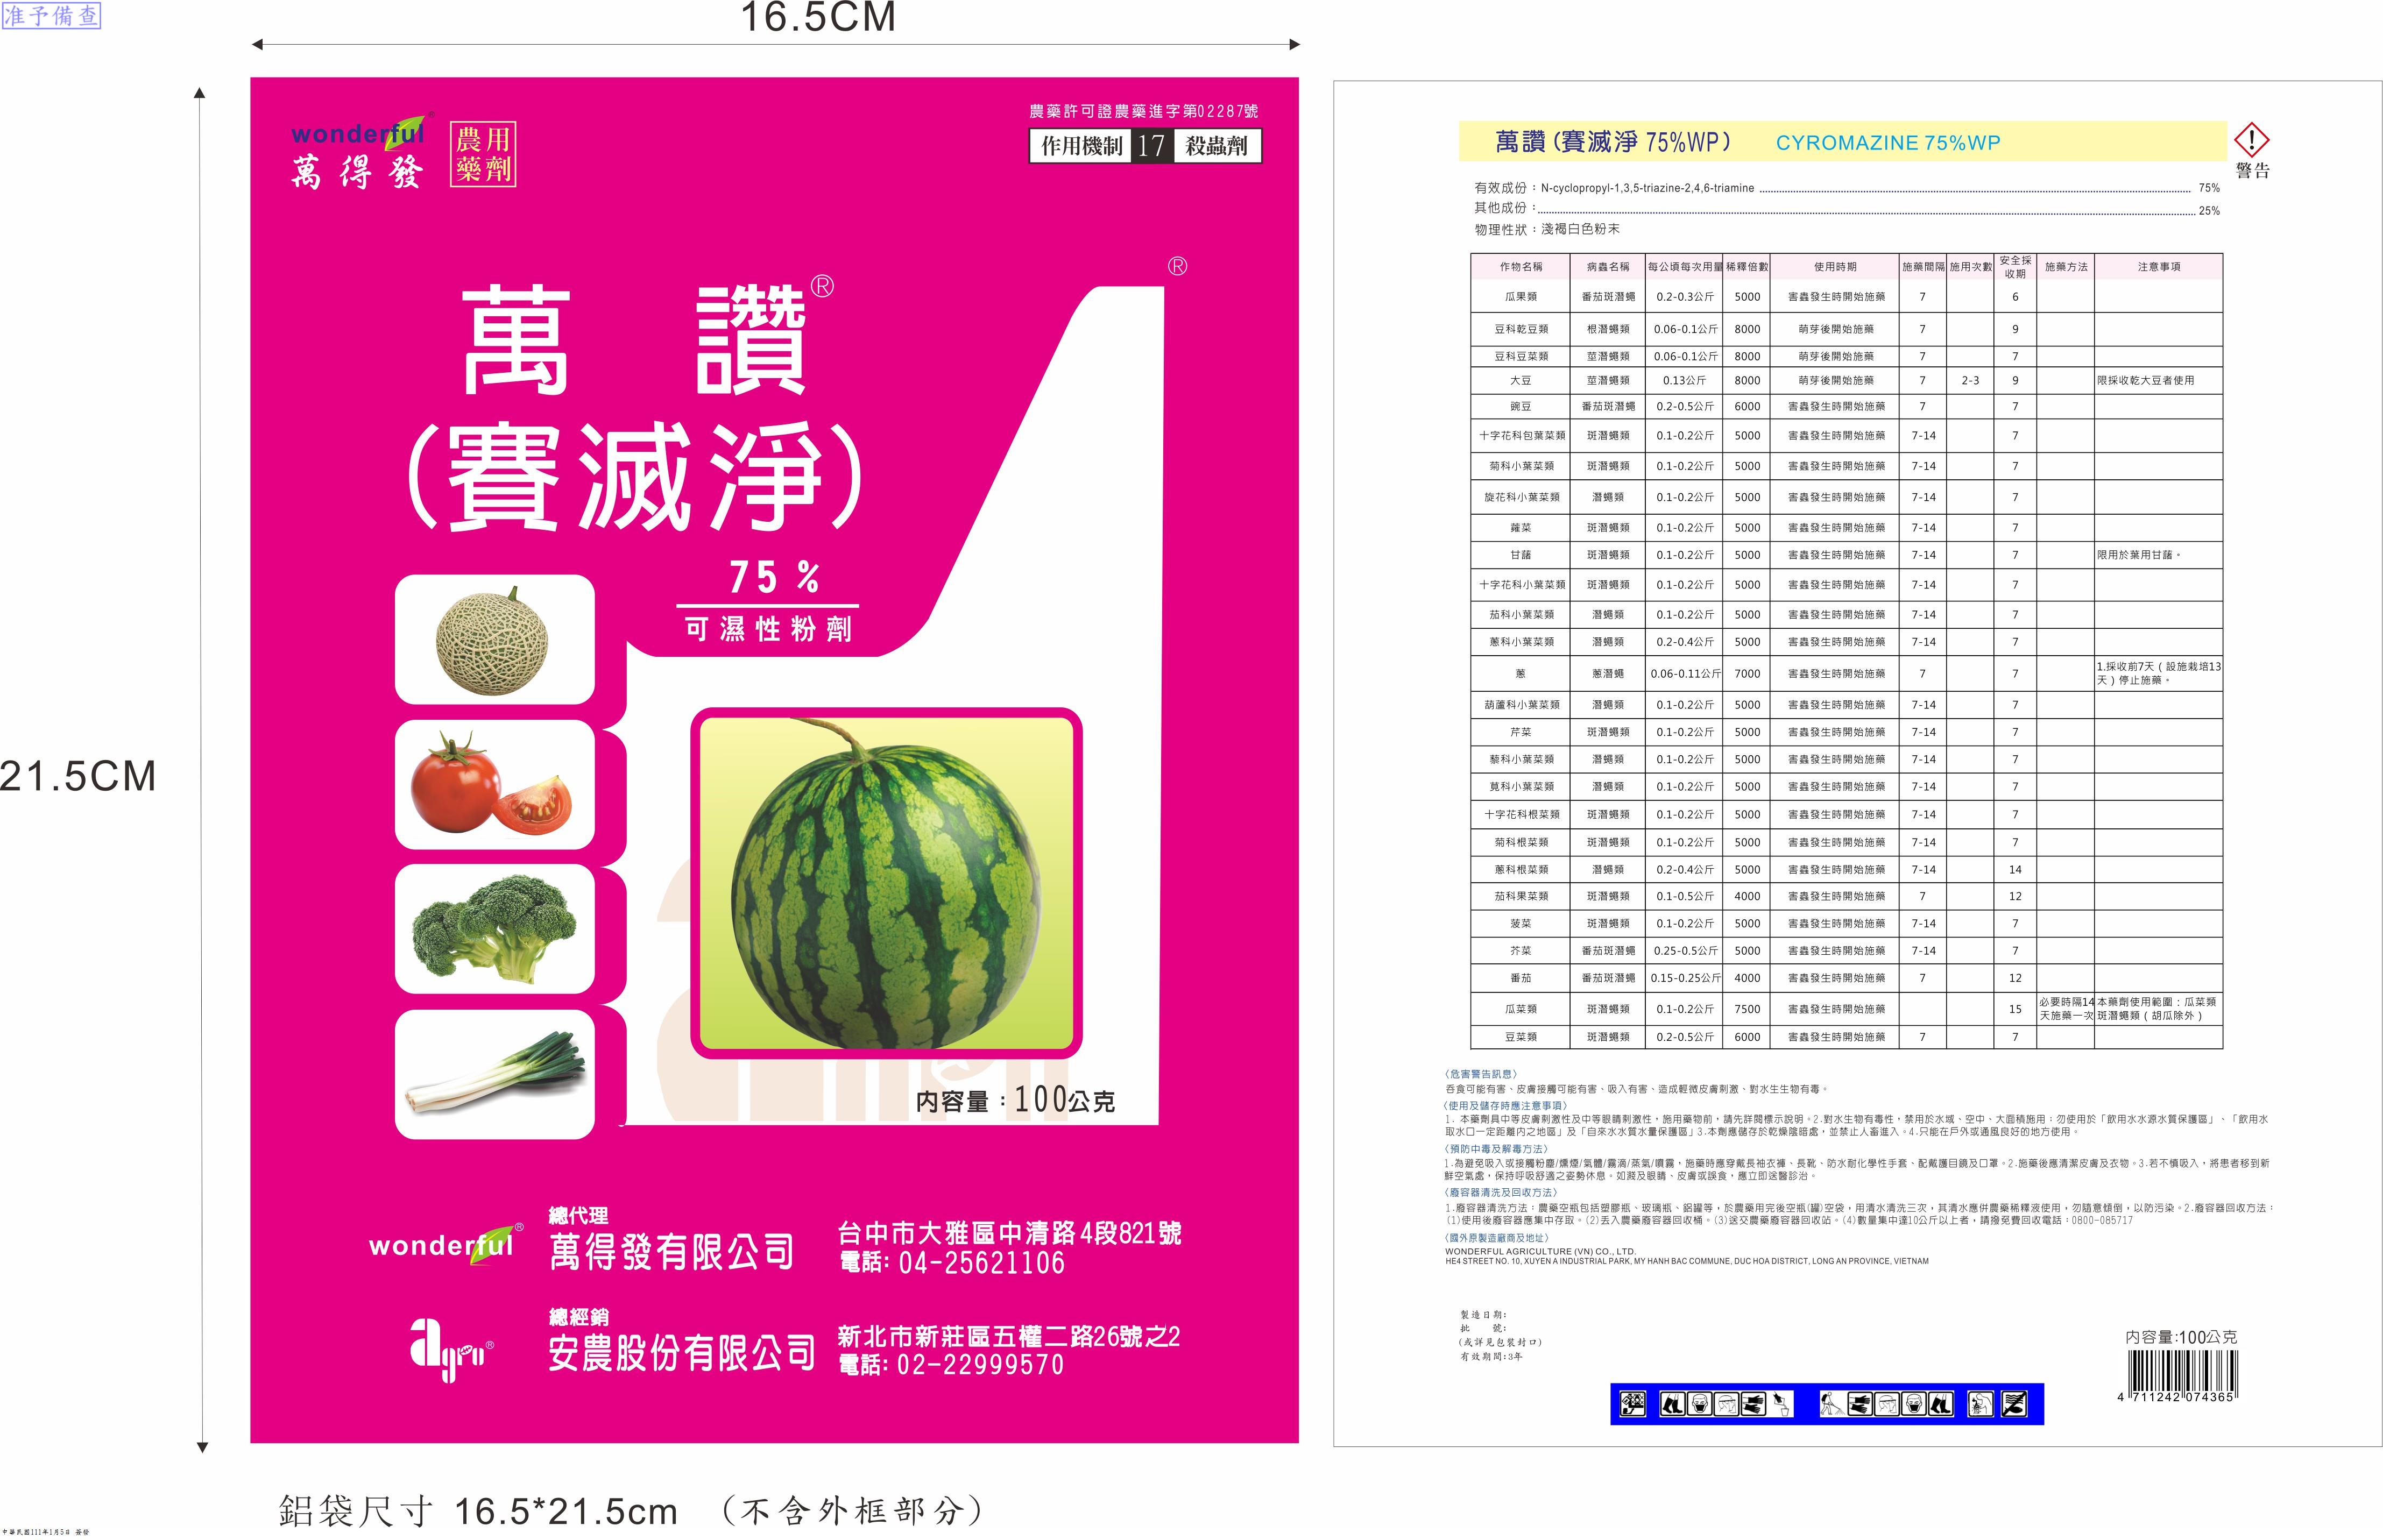 准予備查
16.5CM
21.5CM
wonderful®
萬得發
農用
藥劑
農藥許可證農藥進字第02287號
作用機制 17 殺蟲劑
®
萬 讚®
(賽滅淨)
75 %
可濕性粉劑
內容量：100公克
wonderful®
總代理
萬得發有限公司
台中市大雅區中清路4段821號
電話: 04-25621106
agro®
總經銷
安農股份有限公司
新北市新莊區五權二路26號之2
電話: 02-22999570
鋁袋尺寸 16.5*21.5cm （不含外框部分）
中華民國111年1月5日 簽發
萬讚(賽滅淨 75%WP) CYROMAZINE 75%WP
警告
有效成份：N-cyclopropyl-1,3,5-triazine-2,4,6-triamine 75%
其他成份： 25%
物理性狀：淺褐白色粉末
作物名稱 病蟲名稱 每公頃每次用量 稀釋倍數 使用時期 施藥間隔 施用次數 安全採收期 施藥方法 注意事項
瓜果類 番茄斑潛蠅 0.2-0.3公斤 5000 害蟲發生時開始施藥 7 6
豆科乾豆類 根潛蠅類 0.06-0.1公斤 8000 萌芽後開始施藥 7 9
豆科豆菜類 莖潛蠅類 0.06-0.1公斤 8000 萌芽後開始施藥 7 7
大豆 莖潛蠅類 0.13公斤 8000 萌芽後開始施藥 7 2-3 9 限採收乾大豆者使用
豌豆 番茄斑潛蠅 0.2-0.5公斤 6000 害蟲發生時開始施藥 7 7
十字花科包葉菜類 斑潛蠅類 0.1-0.2公斤 5000 害蟲發生時開始施藥 7-14 7
菊科小葉菜類 斑潛蠅類 0.1-0.2公斤 5000 害蟲發生時開始施藥 7-14 7
旋花科小葉菜類 潛蠅類 0.1-0.2公斤 5000 害蟲發生時開始施藥 7-14 7
蕹菜 斑潛蠅類 0.1-0.2公斤 5000 害蟲發生時開始施藥 7-14 7
甘藷 斑潛蠅類 0.1-0.2公斤 5000 害蟲發生時開始施藥 7-14 7 限用於葉用甘藷。
十字花科小葉菜類 斑潛蠅類 0.1-0.2公斤 5000 害蟲發生時開始施藥 7-14 7
茄科小葉菜類 潛蠅類 0.1-0.2公斤 5000 害蟲發生時開始施藥 7-14 7
蔥科小葉菜類 潛蠅類 0.2-0.4公斤 5000 害蟲發生時開始施藥 7-14 7
蔥 蔥潛蠅 0.06-0.11公斤 7000 害蟲發生時開始施藥 7 7 1.採收前7天（設施栽培13天）停止施藥。
葫蘆科小葉菜類 潛蠅類 0.1-0.2公斤 5000 害蟲發生時開始施藥 7-14 7
芹菜 斑潛蠅類 0.1-0.2公斤 5000 害蟲發生時開始施藥 7-14 7
藜科小葉菜類 潛蠅類 0.1-0.2公斤 5000 害蟲發生時開始施藥 7-14 7
莧科小葉菜類 潛蠅類 0.1-0.2公斤 5000 害蟲發生時開始施藥 7-14 7
十字花科根菜類 斑潛蠅類 0.1-0.2公斤 5000 害蟲發生時開始施藥 7-14 7
菊科根菜類 斑潛蠅類 0.1-0.2公斤 5000 害蟲發生時開始施藥 7-14 7
蔥科根菜類 潛蠅類 0.2-0.4公斤 5000 害蟲發生時開始施藥 7-14 14
茄科果菜類 斑潛蠅類 0.1-0.5公斤 4000 害蟲發生時開始施藥 7 12
菠菜 斑潛蠅類 0.1-0.2公斤 5000 害蟲發生時開始施藥 7-14 7
芥菜 番茄斑潛蠅 0.25-0.5公斤 5000 害蟲發生時開始施藥 7-14 7
番茄 番茄斑潛蠅 0.15-0.25公斤 4000 害蟲發生時開始施藥 7 12
瓜菜類 斑潛蠅類 0.1-0.2公斤 7500 害蟲發生時開始施藥 15 必要時隔14天施藥一次 本藥劑使用範圍：瓜菜類斑潛蠅類（胡瓜除外）
豆菜類 斑潛蠅類 0.2-0.5公斤 6000 害蟲發生時開始施藥 7 7
〈危害警告訊息〉
吞食可能有害、皮膚接觸可能有害、吸入有害、造成輕微皮膚刺激、對水生生物有毒。
〈使用及儲存時應注意事項〉
1. 本藥劑具中等皮膚刺激性及中等眼睛刺激性，施用藥物前，請先詳閱標示說明。2.對水生物有毒性，禁用於水域、空中、大面積施用；勿使用於「飲用水水源水質保護區」、「飲用水
取水口一定距離內之地區」及「自來水水質水量保護區」3.本劑應儲存於乾燥陰暗處，並禁止人畜進入。4.只能在戶外或通風良好的地方使用。
〈預防中毒及解毒方法〉
1.為避免吸入或接觸粉塵/燻煙/氣體/霧滴/蒸氣/噴霧，施藥時應穿戴長袖衣褲、長靴、防水耐化學性手套、配戴護目鏡及口罩。2.施藥後應清潔皮膚及衣物。3.若不慎吸入，將患者移到新
鮮空氣處，保持呼吸舒適之姿勢休息。如濺及眼睛、皮膚或誤食，應立即送醫診治。
〈廢容器清洗及回收方法〉
1.廢容器清洗方法：農藥空瓶包括塑膠瓶、玻璃瓶、鋁罐等，於農藥用完後空瓶(罐)空袋，用清水清洗三次，其清水應併農藥稀釋液使用，勿隨意傾倒，以防污染。2.廢容器回收方法：
(1)使用後廢容器應集中存取。(2)丟入農藥廢容器回收桶。(3)送交農藥廢容器回收站。(4)數量集中達10公斤以上者，請撥免費回收電話：0800-085717
〈國外原製造廠商及地址〉
WONDERFUL AGRICULTURE (VN) CO., LTD.
HE4 STREET NO. 10, XUYEN A INDUSTRIAL PARK, MY HANH BAC COMMUNE, DUC HOA DISTRICT, LONG AN PROVINCE, VIETNAM
製造日期:
批 號:
(或詳見包裝封口)
有效期間:3年
內容量:100公克
4 711242 074365